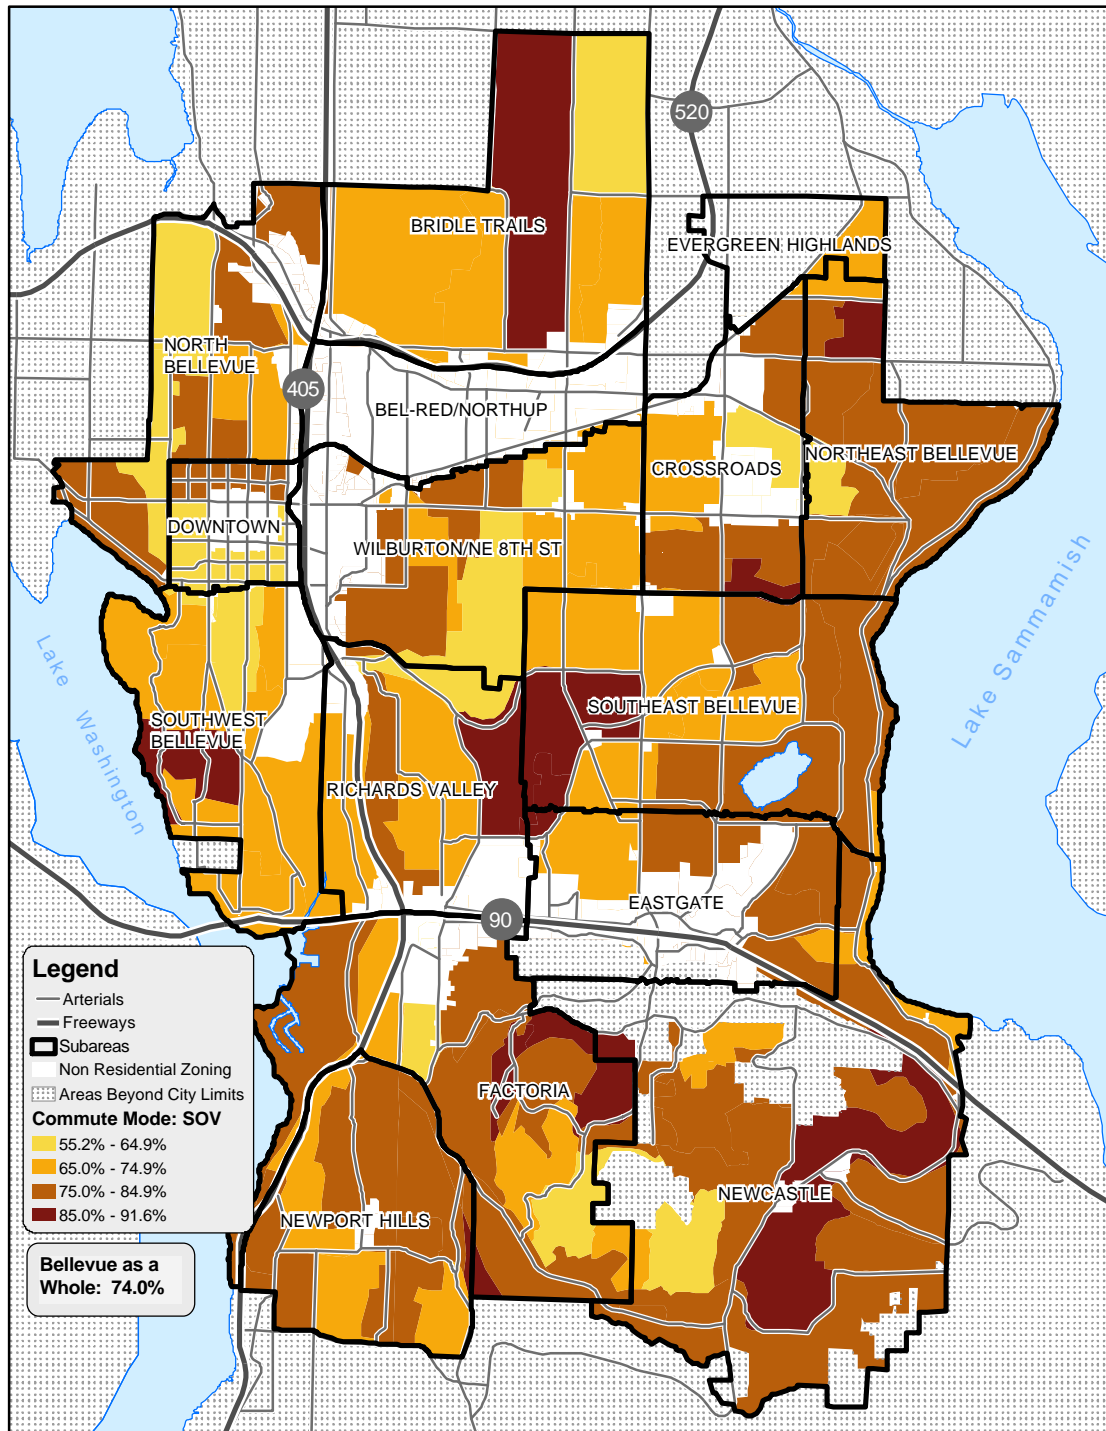 520
BRIDLE TRAILS
EVERGREEN HIGHLANDS
NORTH
BELLEVUE
405
BEL-RED/NORTHUP
CROSSROADS
NORTHEAST BELLEVUE
DOWNTOWN
WILBURTON/NE 8TH ST
Lake Sammamish
Lake
Washington
SOUTHWEST
BELLEVUE
SOUTHEAST BELLEVUE
RICHARDS VALLEY
EASTGATE
90
FACTORIA
NEWCASTLE
NEWPORT HILLS
Legend
Arterials
Freeways
Subareas
Non Residential Zoning
Areas Beyond City Limits
Commute Mode: SOV
55.2% - 64.9%
65.0% - 74.9%
75.0% - 84.9%
85.0% - 91.6%
Bellevue as a
Whole: 74.0%